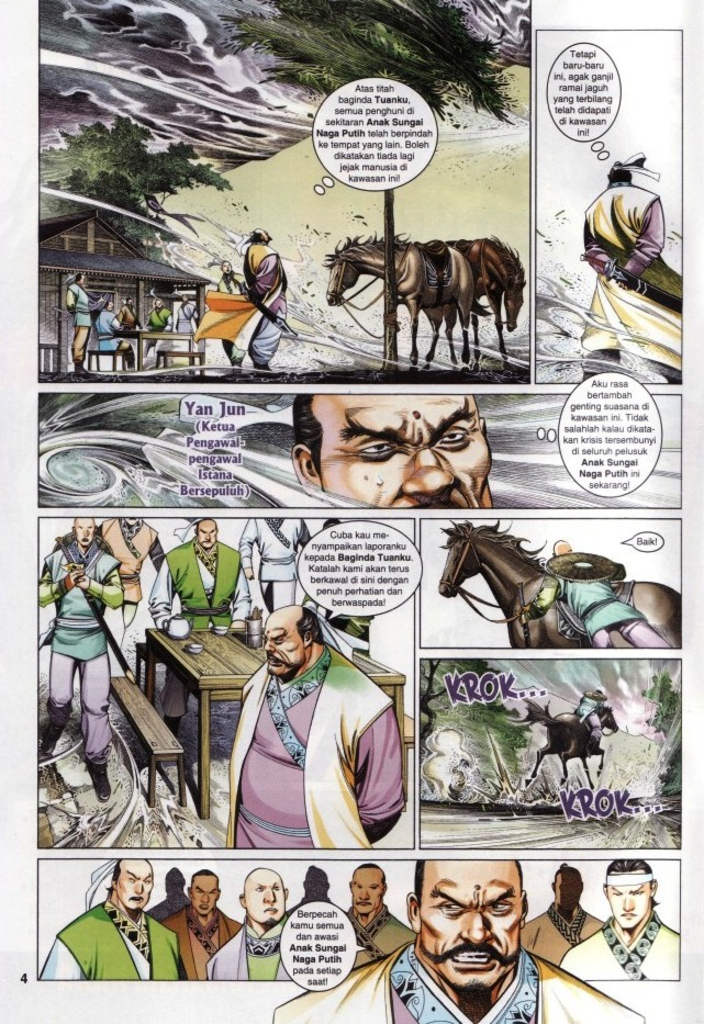 Atas titah
baginda Tuanku,
semua penghuni di
sekitaran Anak Sungai
Naga Putih telah berpindah
ke tempat yang lain. Boleh
dikatakan tiada lagi
jejak manusia di
kawasan ini!
Tetapi
baru-baru
ini, agak ganjil
ramai jaguh
yang terbilang
telah didapati
di kawasan
ini!
Yan Jun
(Ketua
Pengawal-
pengawal
Istana
Bersepuluh)
Aku rasa
bertambah
genting suasana di
kawasan ini. Tidak
salahlah kalau dikata-
kan krisis tersembunyi
di seluruh pelusuk
Anak Sungai
Naga Putih ini
sekarang!
Cuba kau me-
nyampaikan laporanku
kepada Baginda Tuanku.
Katalah kami akan terus
berkawal di sini dengan
penuh perhatian dan
berwaspada!
Baik!
KROK...
KROK...
Berpecah
kamu semua
dan awasi
Anak Sungai
Naga Putih
pada setiap
saat!
4